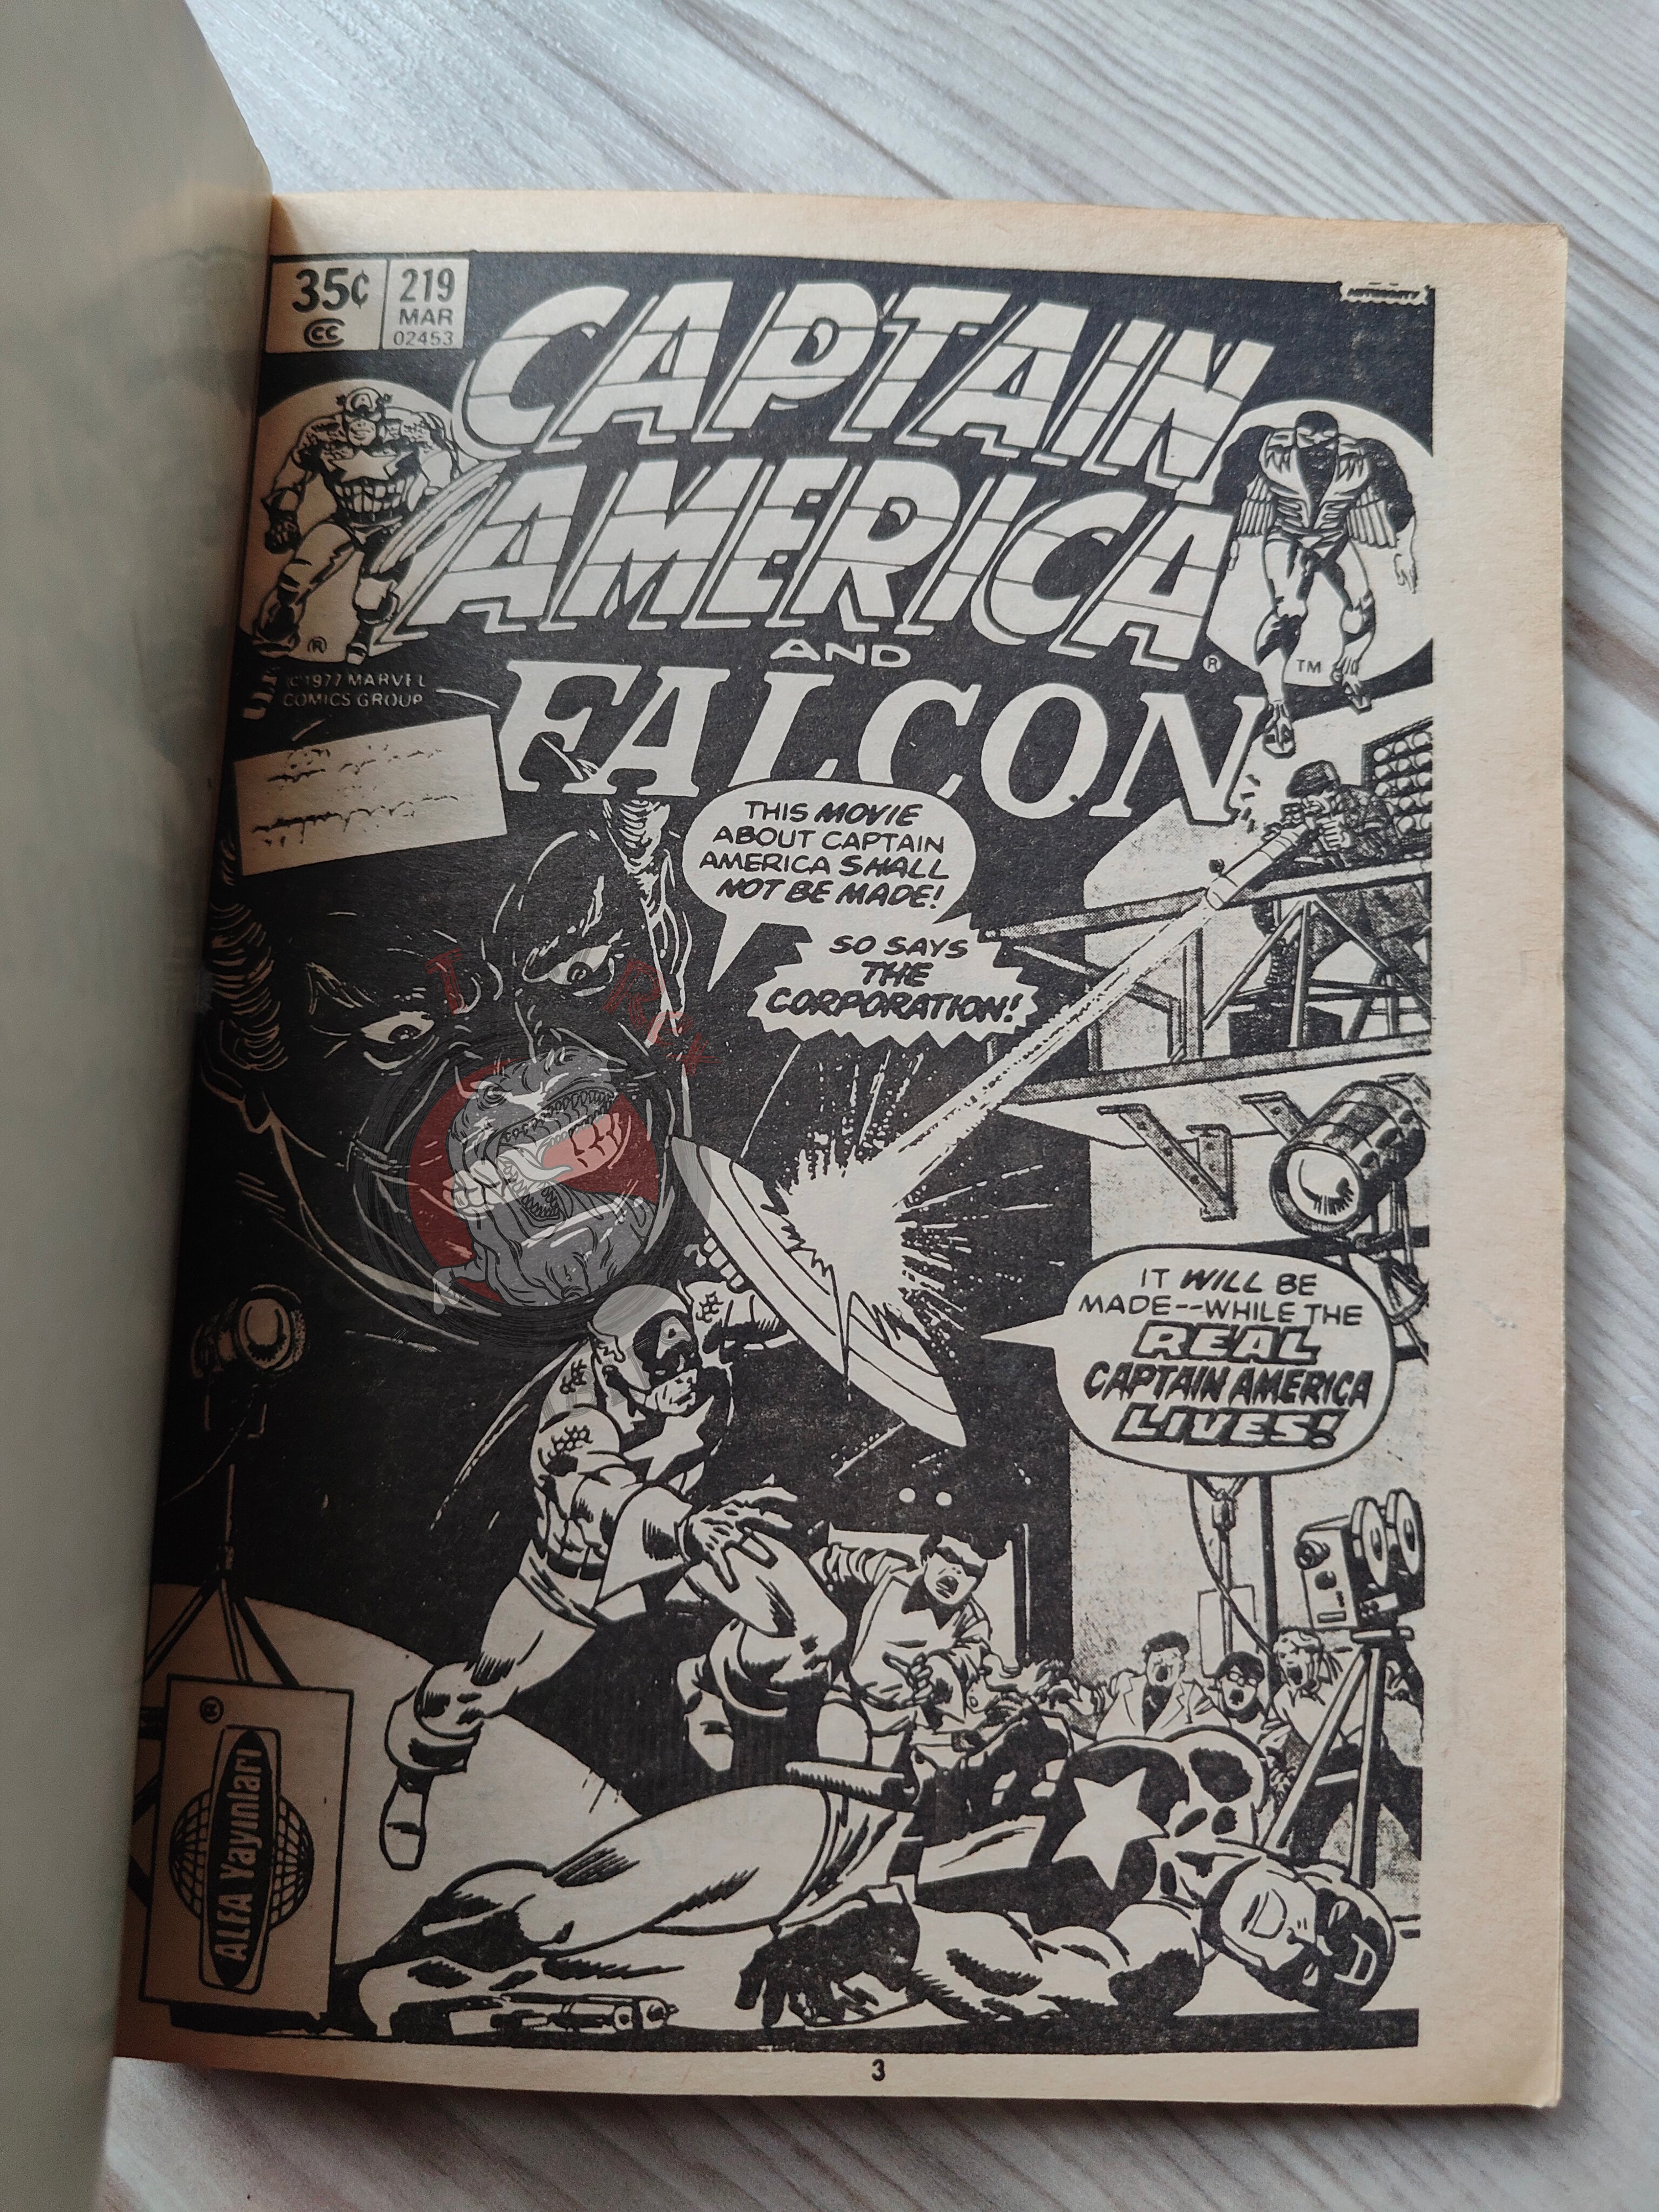 35¢
CC
219
MAR
02453
CAPTAIN
AMERICA
®
AND
FALCON
®
TM
©1977 MARVEL
COMICS GROUP
THIS MOVIE
ABOUT CAPTAIN
AMERICA SHALL
NOT BE MADE!
SO SAYS
THE
CORPORATION!
IT WILL BE
MADE--WHILE THE
REAL
CAPTAIN AMERICA
LIVES!
®
ALFA Yayınları
3